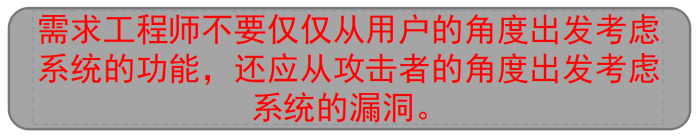 需求工程师不要仅仅从用户的角度出发考虑
系统的功能，还应从攻击者的角度出发考虑
系统的漏洞。